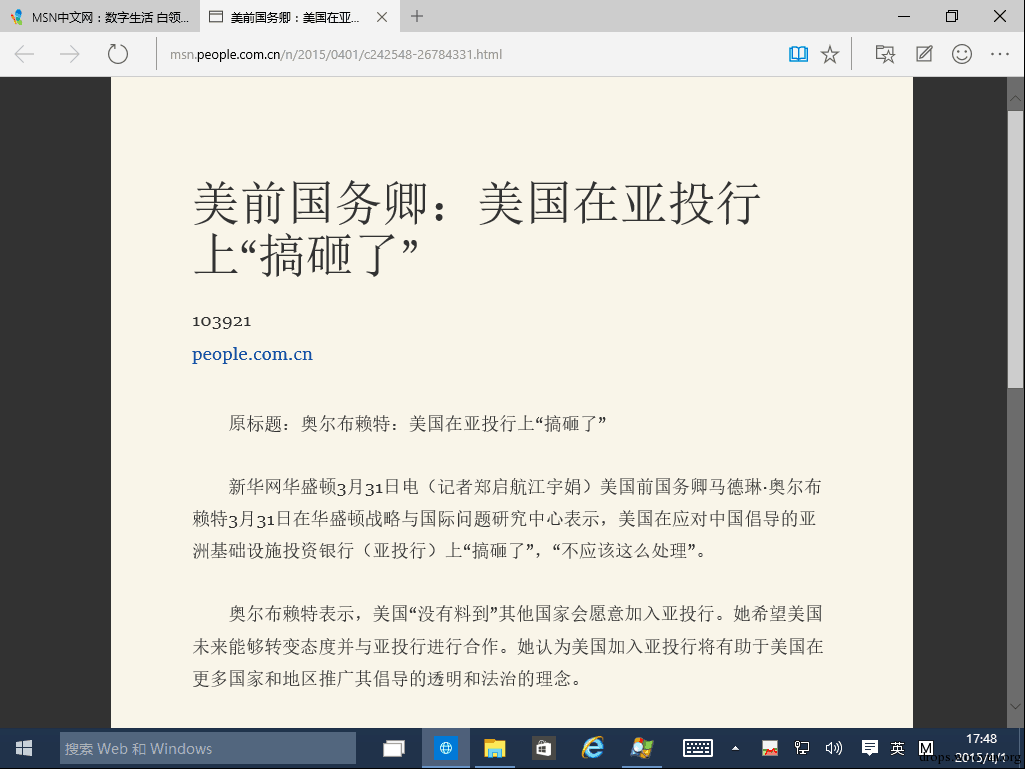 MSN中文网：数字生活 白领...
美前国务卿：美国在亚...
msn.people.com.cn/n/2015/0401/c242548-26784331.html
美前国务卿：美国在亚投行
上“搞砸了”
103921
people.com.cn
原标题：奥尔布赖特：美国在亚投行上“搞砸了”
新华网华盛顿3月31日电（记者郑启航江宇娟）美国前国务卿马德琳·奥尔布
赖特3月31日在华盛顿战略与国际问题研究中心表示，美国在应对中国倡导的亚
洲基础设施投资银行（亚投行）上“搞砸了”，“不应该这么处理”。
奥尔布赖特表示，美国“没有料到”其他国家会愿意加入亚投行。她希望美国
未来能够转变态度并与亚投行进行合作。她认为美国加入亚投行将有助于美国在
更多国家和地区推广其倡导的透明和法治的理念。
搜索 Web 和 Windows
英
M
17:48
2015/4/1